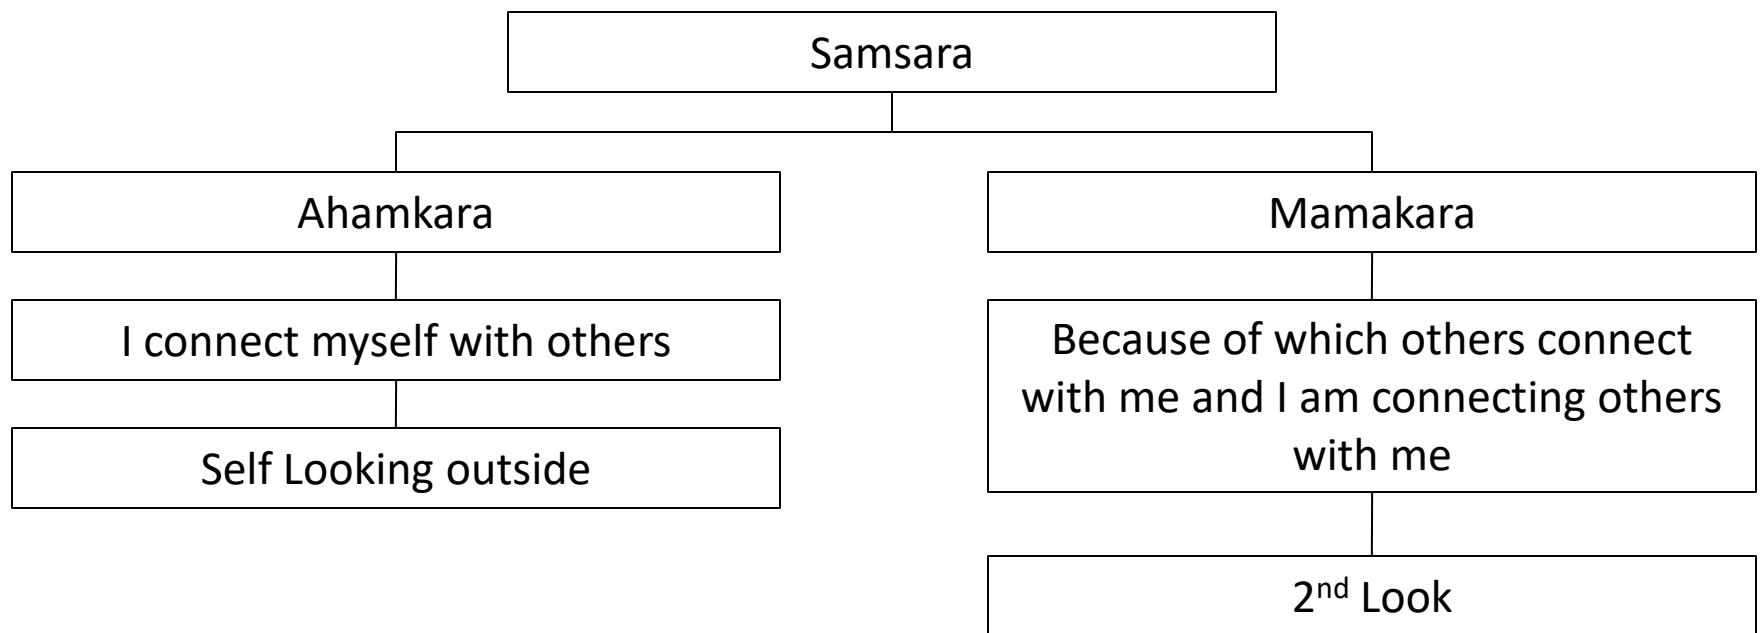 Samsara
Ahamkara
Mamakara
I connect myself with others
Because of which others connect
with me and I am connecting others
with me
Self Looking outside
2nd Look